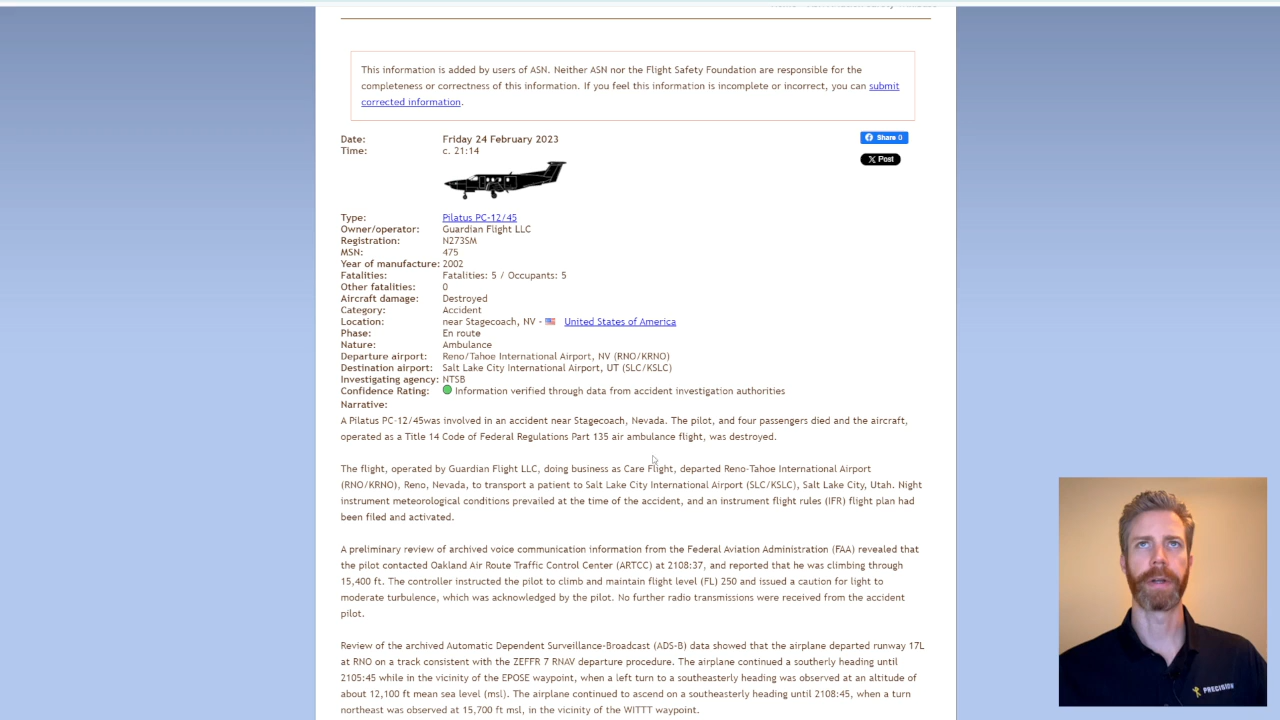 This information is added by users of ASN. Neither ASN nor the Flight Safety Foundation are responsible for the
completeness or correctness of this information. If you feel this information is incomplete or incorrect, you can submit
corrected information.
Date: Friday 24 February 2023
Time: c. 21:14
Share 0
X Post
Type: Pilatus PC-12/45
Owner/operator: Guardian Flight LLC
Registration: N273SM
MSN: 475
Year of manufacture: 2002
Fatalities: Fatalities: 5 / Occupants: 5
Other fatalities: 0
Aircraft damage: Destroyed
Category: Accident
Location: near Stagecoach, NV - United States of America
Phase: En route
Nature: Ambulance
Departure airport: Reno/Tahoe International Airport, NV (RNO/KRNO)
Destination airport: Salt Lake City International Airport, UT (SLC/KSLC)
Investigating agency: NTSB
Confidence Rating: Information verified through data from accident investigation authorities
Narrative:
A Pilatus PC-12/45was involved in an accident near Stagecoach, Nevada. The pilot, and four passengers died and the aircraft,
operated as a Title 14 Code of Federal Regulations Part 135 air ambulance flight, was destroyed.
The flight, operated by Guardian Flight LLC, doing business as Care Flight, departed Reno-Tahoe International Airport
(RNO/KRNO), Reno, Nevada, to transport a patient to Salt Lake City International Airport (SLC/KSLC), Salt Lake City, Utah. Night
instrument meteorological conditions prevailed at the time of the accident, and an instrument flight rules (IFR) flight plan had
been filed and activated.
A preliminary review of archived voice communication information from the Federal Aviation Administration (FAA) revealed that
the pilot contacted Oakland Air Route Traffic Control Center (ARTCC) at 2108:37, and reported that he was climbing through
15,400 ft. The controller instructed the pilot to climb and maintain flight level (FL) 250 and issued a caution for light to
moderate turbulence, which was acknowledged by the pilot. No further radio transmissions were received from the accident
pilot.
Review of the archived Automatic Dependent Surveillance-Broadcast (ADS-B) data showed that the airplane departed runway 17L
at RNO on a track consistent with the ZEFFR 7 RNAV departure procedure. The airplane continued a southerly heading until
2105:45 while in the vicinity of the EPOSE waypoint, when a left turn to a southeasterly heading was observed at an altitude of
about 12,100 ft mean sea level (msl). The airplane continued to ascend on a southeasterly heading until 2108:45, when a turn
northeast was observed at 15,700 ft msl, in the vicinity of the WITTT waypoint.
PRECISION